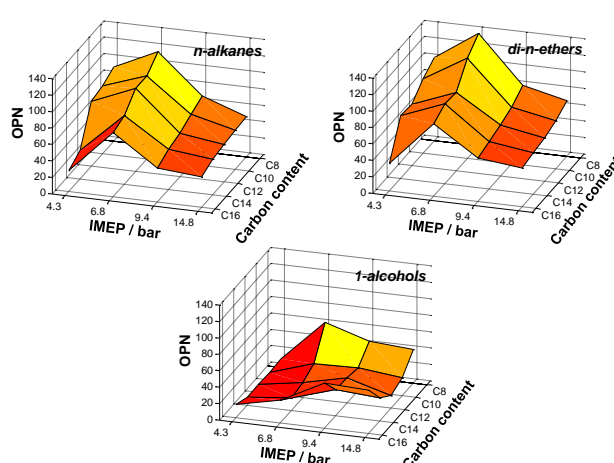 n-alkanes
140
120
100
80
60
40
20
0
OPN
4.3
6.8
9.4
14.8
IMEP / bar
C8
C10
C12
C14
C16
Carbon content
di-n-ethers
140
120
100
80
60
40
20
0
OPN
4.3
6.8
9.4
14.8
IMEP / bar
C8
C10
C12
C14
C16
Carbon content
1-alcohols
140
120
100
80
60
40
20
0
OPN
4.3
6.8
9.4
14.8
IMEP / bar
C8
C10
C12
C14
C16
Carbon content